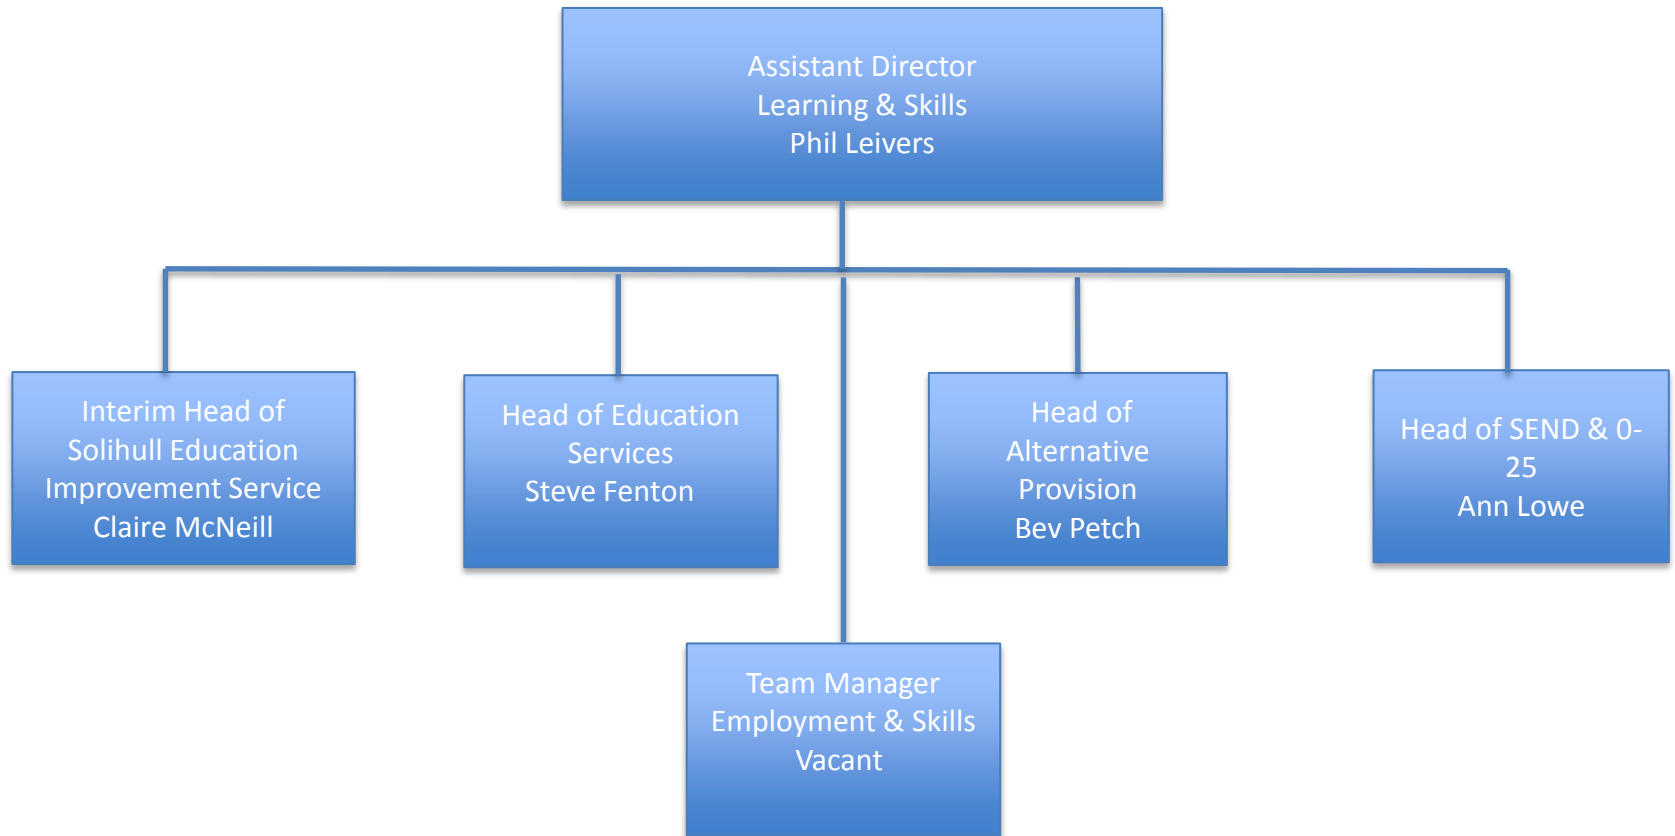 Assistant Director
Learning & Skills
Phil Leivers
Interim Head of
Solihull Education
Improvement Service
Claire McNeill
Head of Education
Services
Steve Fenton
Head of
Alternative
Provision
Bev Petch
Head of SEND & 0-
25
Ann Lowe
Team Manager
Employment & Skills
Vacant